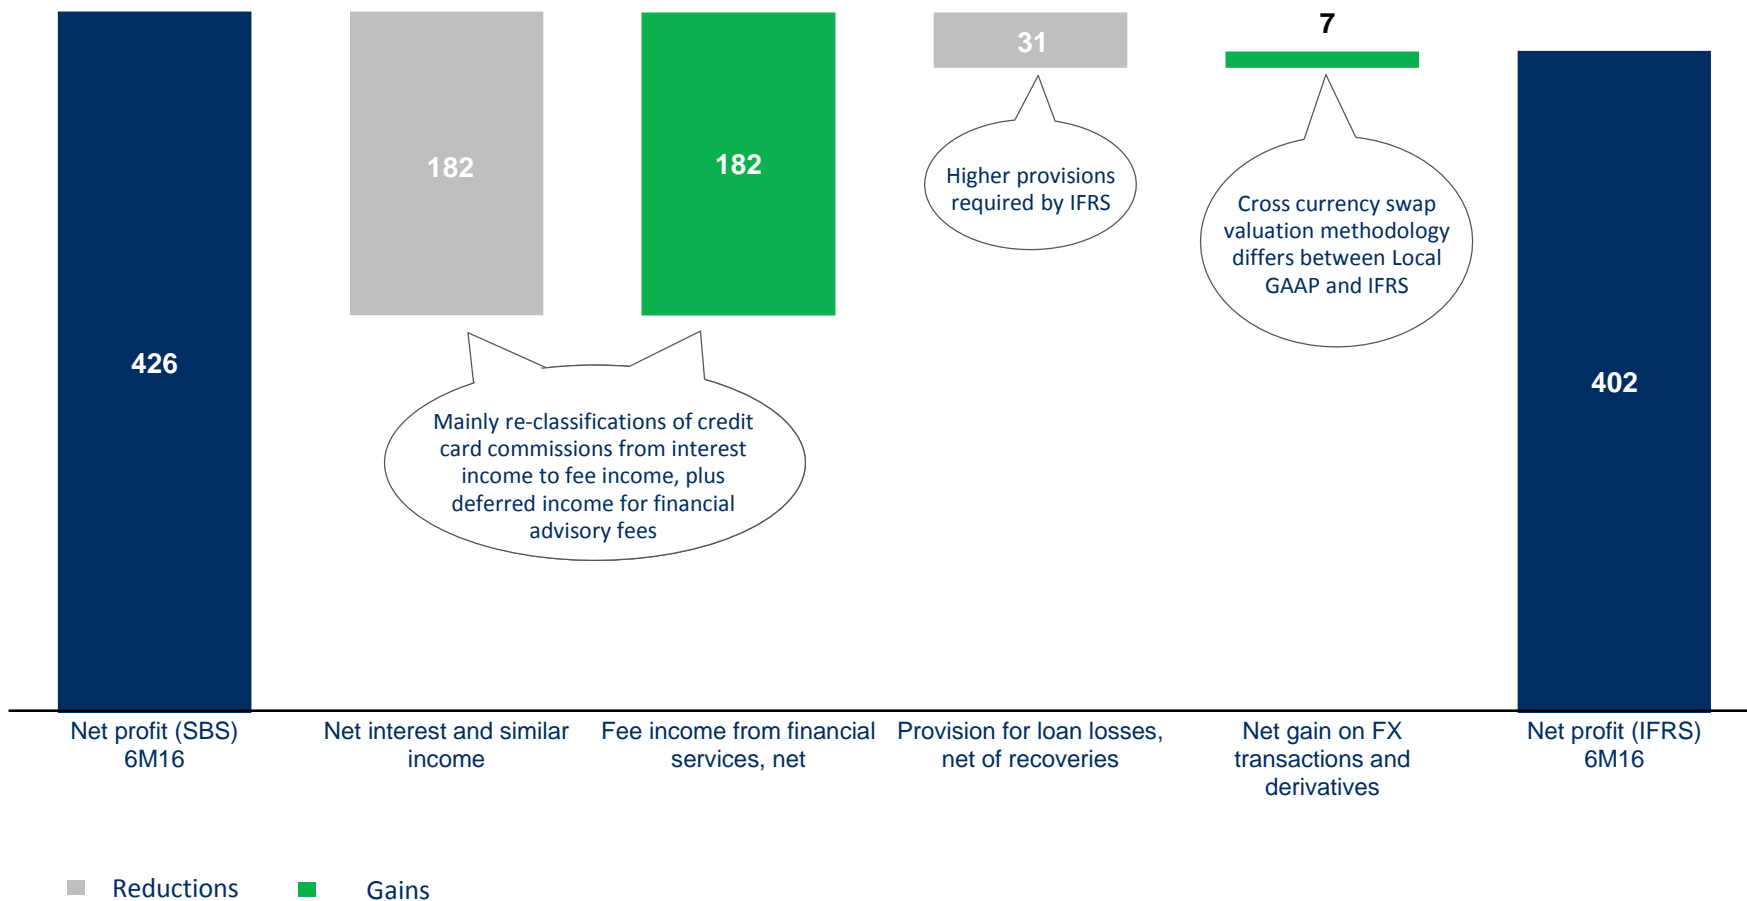 7
31
182
182
Higher provisions
required by IFRS
Cross currency swap
valuation methodology
differs between Local
GAAP and IFRS
426
402
Mainly re-classifications of credit
card commissions from interest
income to fee income, plus
deferred income for financial
advisory fees
Net profit (SBS)
6M16
Net interest and similar
income
Fee income from financial
services, net
Provision for loan losses,
net of recoveries
Net gain on FX
transactions and
derivatives
Net profit (IFRS)
6M16
Reductions
Gains